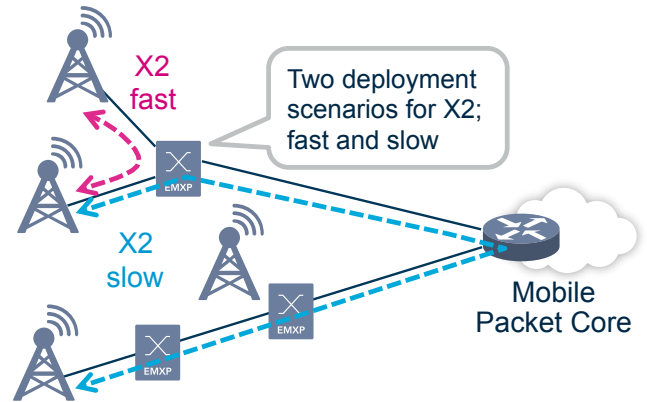 X2
fast
Two deployment
scenarios for X2;
fast and slow
EMXP
X2
slow
EMXP
EMXP
Mobile
Packet Core